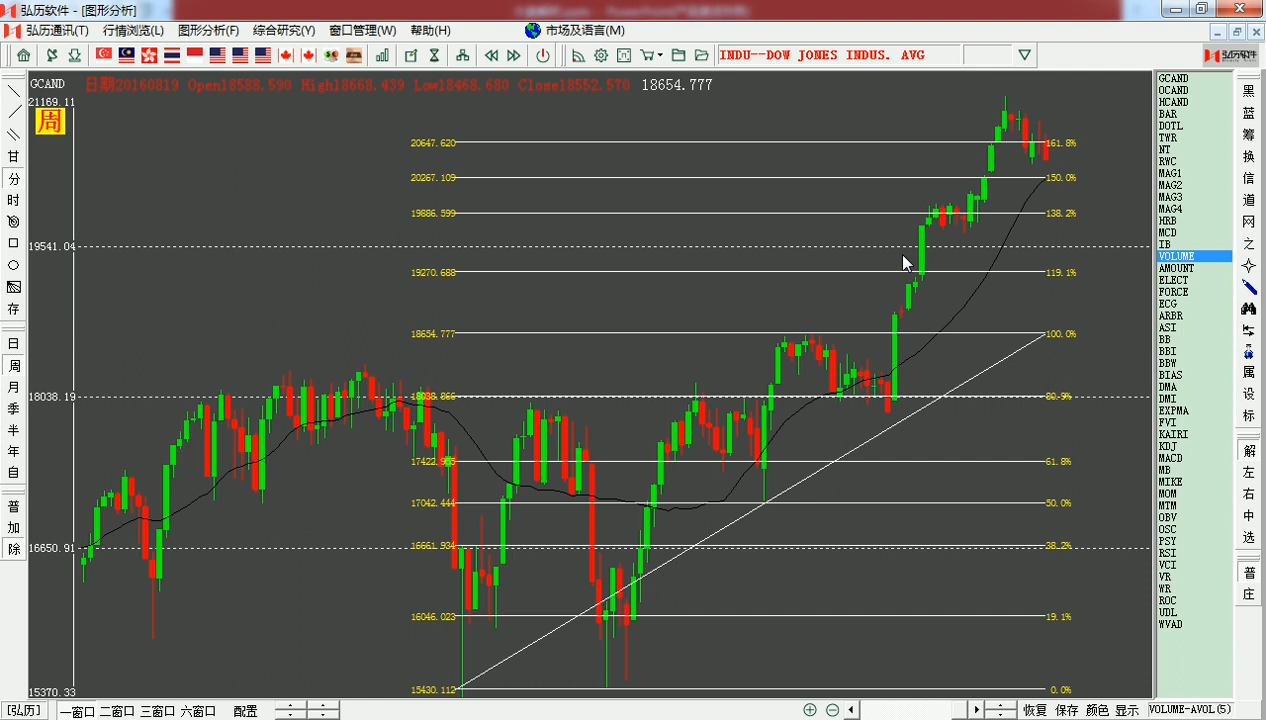 弘历软件 - [图形分析]
弘历通讯(T) 行情浏览(L) 图形分析(F) 综合研究(Y) 窗口管理(W) 帮助(H) 市场及语言(M)
INDU--DOW JONES INDUS. AVG
弘历软件
GCAND 日期20160819 Open18588.590 High18668.439 Low18468.680 Close18552.570 18654.777
21169.11
周
19541.04
18038.19
16650.91
15370.33
20647.620 161.8%
20267.109 150.0%
19886.599 138.2%
19270.688 119.1%
18654.777 100.0%
18038.866 80.9%
17422.955 61.8%
17042.444 50.0%
16661.934 38.2%
16046.023 19.1%
15430.112 0.0%
甘
分
时
存
日
周
月
季
半
年
自
普
加
除
GCAND
OCAND
HCAND
BAR
DOTL
TWR
NT
RWC
MAG1
MAG2
MAG3
MAG4
HRB
MCD
IB
VOLUME
AMOUNT
ELECT
FORCE
ECG
ARBR
ASI
BB
BBI
BBW
BIAS
DMA
DMI
EXPMA
FVI
KAIRI
KDJ
MACD
MB
MIKE
MOM
MTM
OBV
OSC
PSY
RSI
VCI
VR
WR
ROC
UDL
WVAD
黑
蓝
筹
换
信
道
网
之
属
设
标
解
左
右
中
选
普
庄
[弘历] 一窗口 二窗口 三窗口 六窗口 配置 恢复 保存 颜色 显示 VOLUME-AVOL(5)